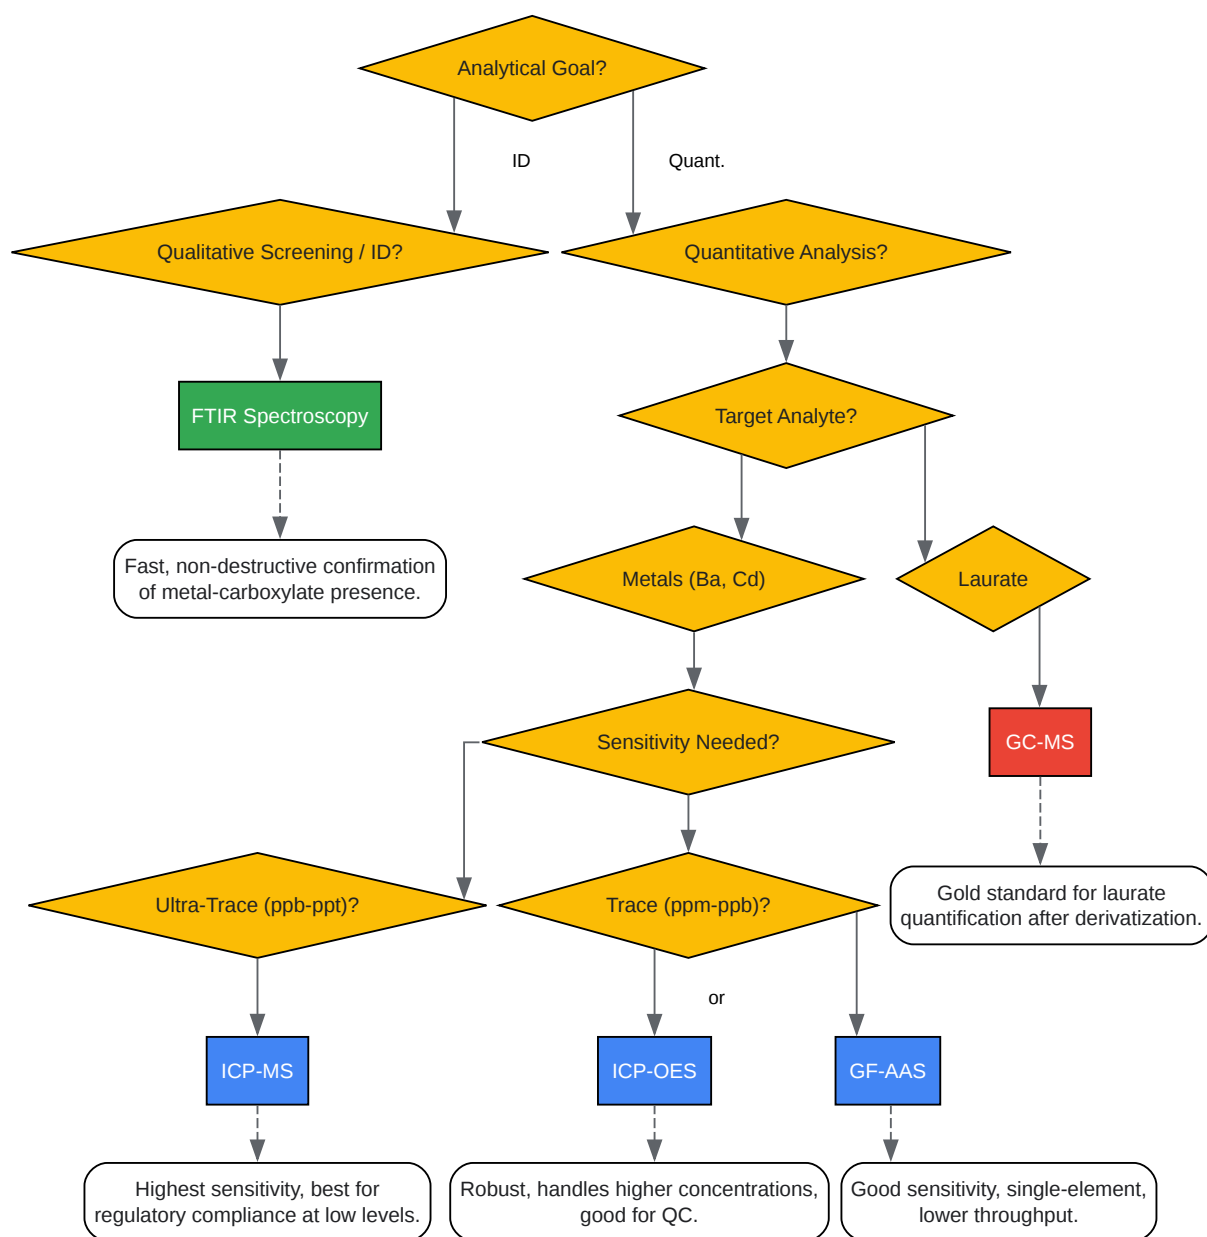 Analytical Goal?
ID
Quant.
Qualitative Screening / ID?
Quantitative Analysis?
FTIR Spectroscopy
Target Analyte?
Fast, non-destructive confirmation
of metal-carboxylate presence.
Metals (Ba, Cd)
Laurate
Sensitivity Needed?
GC-MS
Ultra-Trace (ppb-ppt)?
Trace (ppm-ppb)?
Gold standard for laurate
quantification after derivatization.
or
ICP-MS
ICP-OES
GF-AAS
Highest sensitivity, best for
regulatory compliance at low levels.
Robust, handles higher concentrations,
good for QC.
Good sensitivity, single-element,
lower throughput.